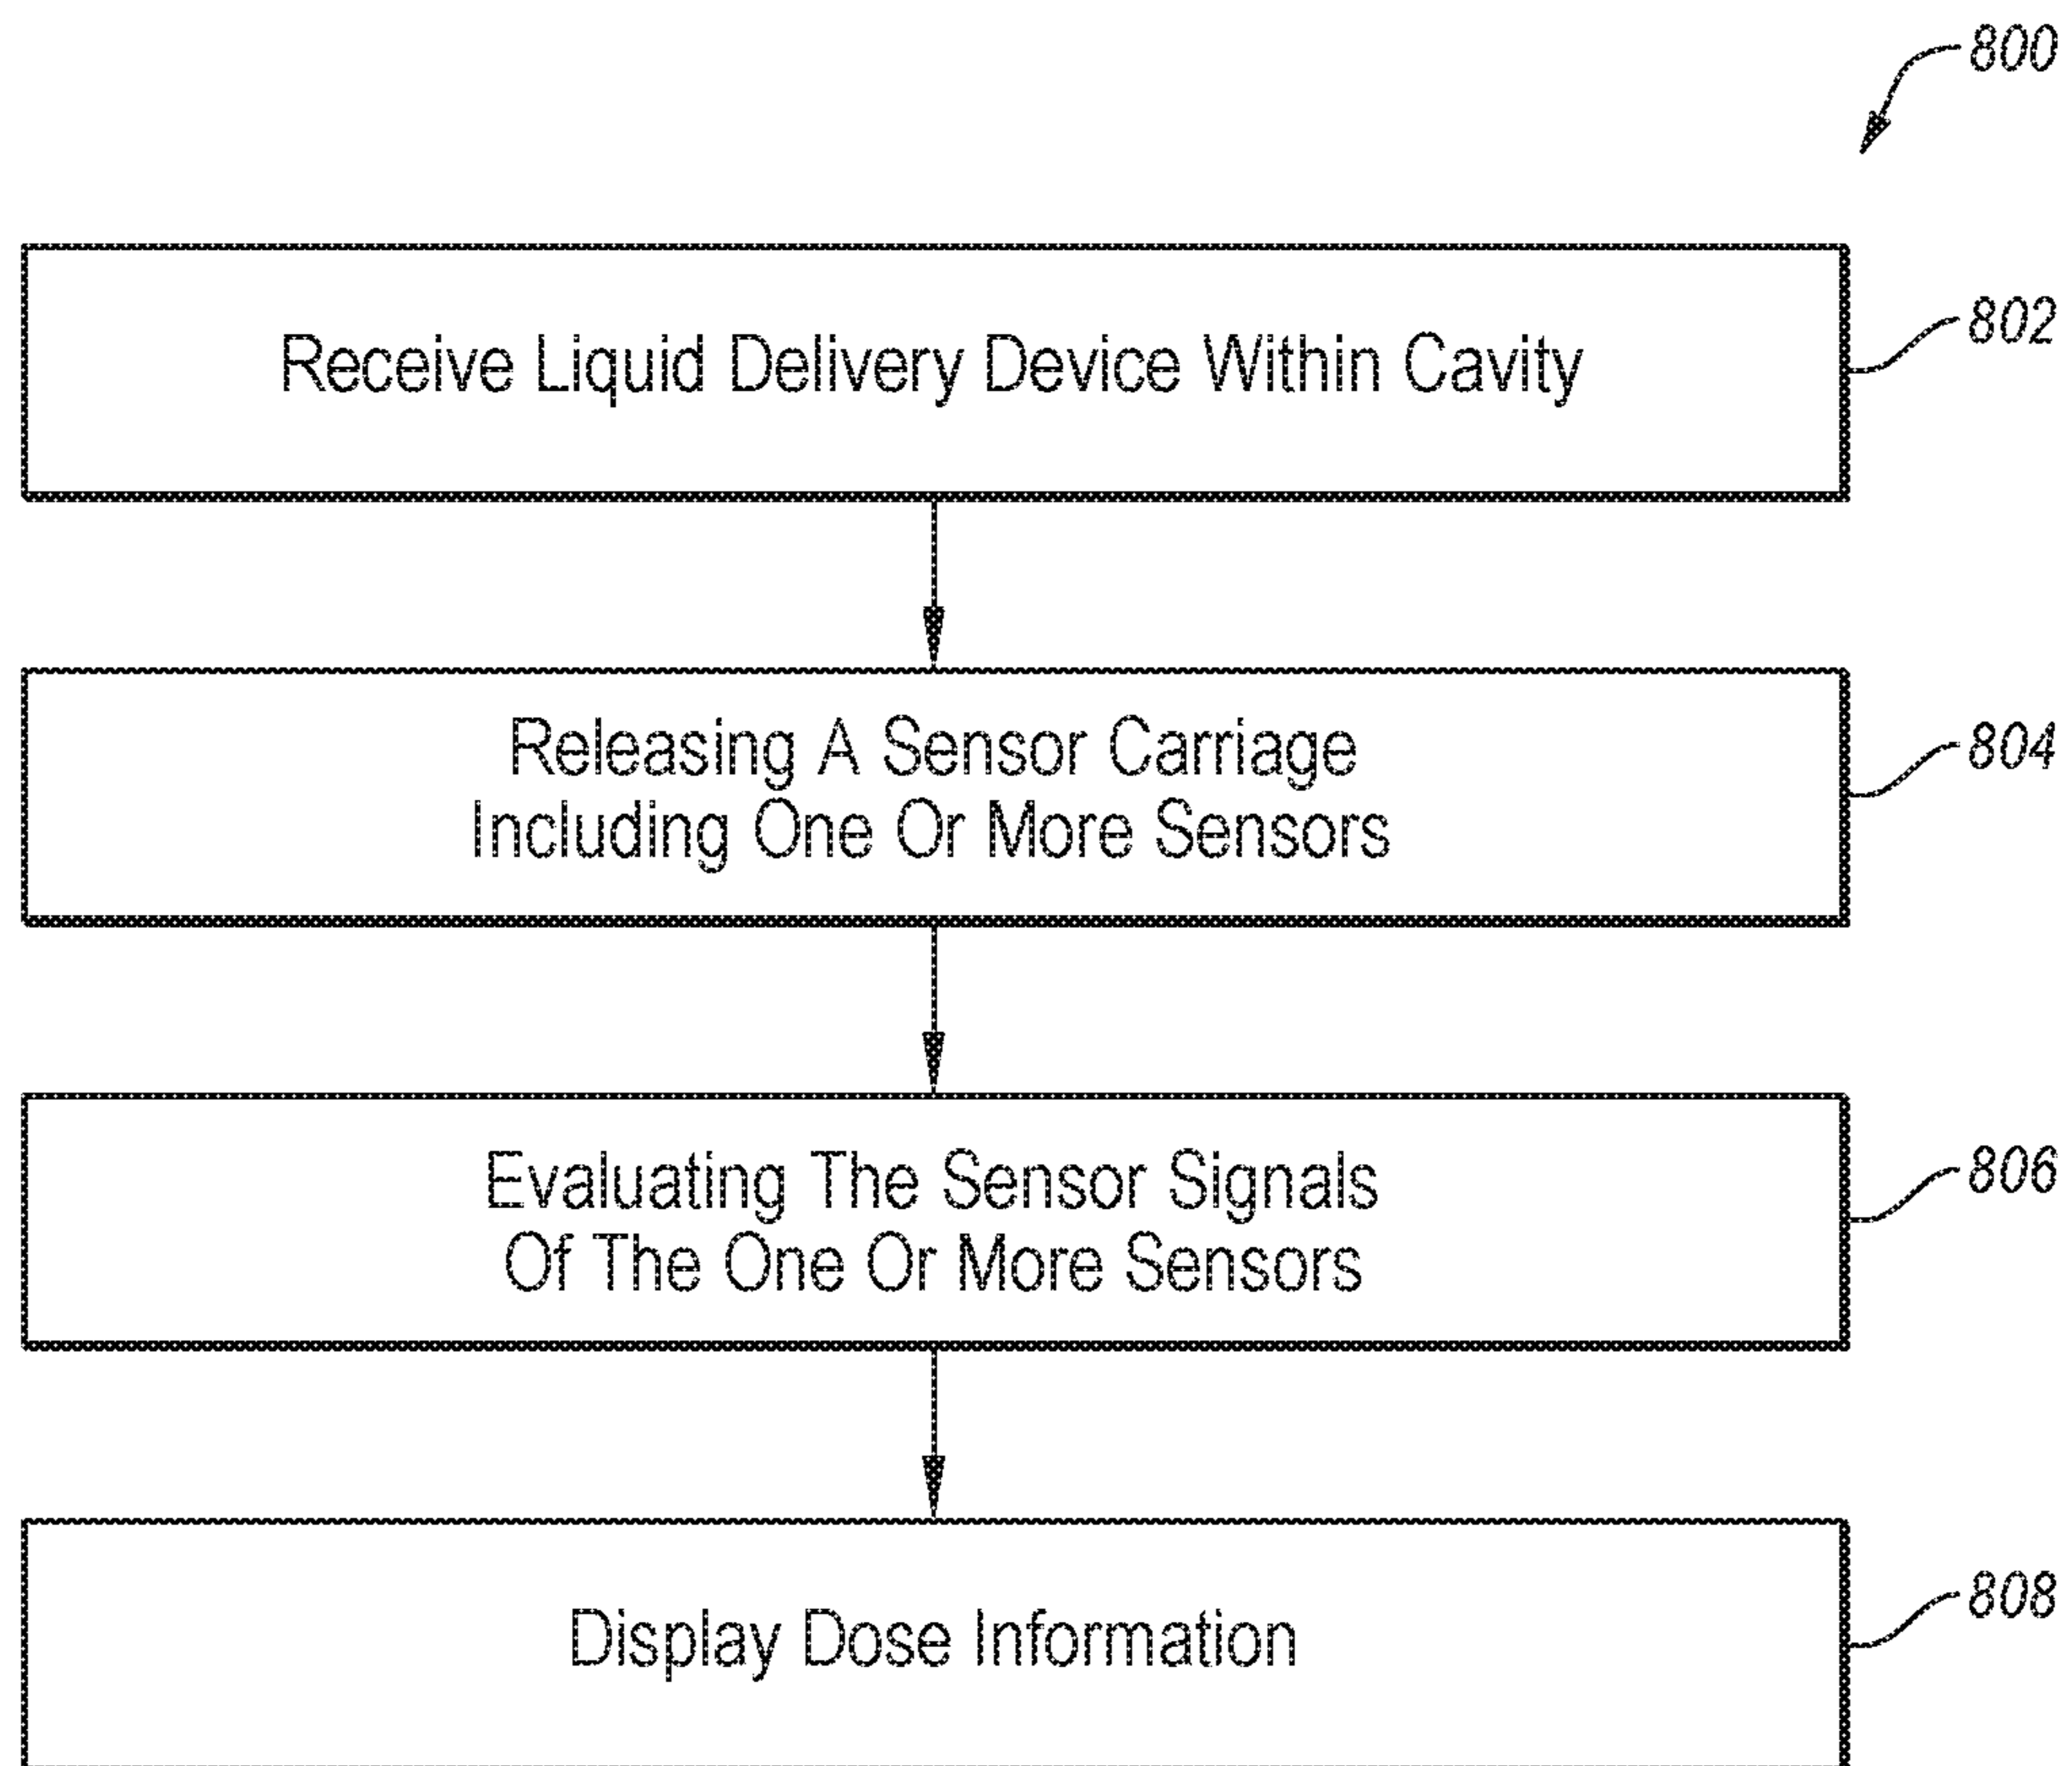 800
Receive Liquid Delivery Device Within Cavity
802
Releasing A Sensor Carriage
Including One Or More Sensors
804
Evaluating The Sensor Signals
Of The One Or More Sensors
806
Display Dose Information
808